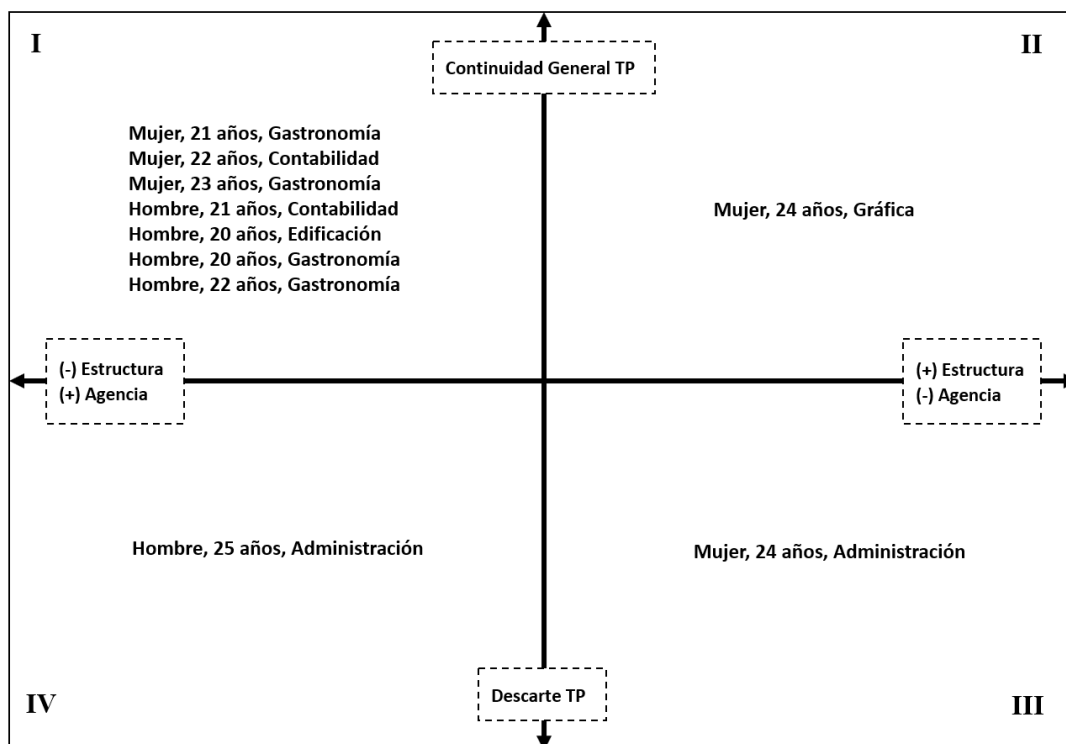 I
II
Continuidad General TP
Mujer, 21 años, Gastronomía
Mujer, 22 años, Contabilidad
Mujer, 23 años, Gastronomía
Hombre, 21 años, Contabilidad
Hombre, 20 años, Edificación
Hombre, 20 años, Gastronomía
Hombre, 22 años, Gastronomía
Mujer, 24 años, Gráfica
(-) Estructura
(+) Agencia
(+) Estructura
(-) Agencia
Hombre, 25 años, Administración
Mujer, 24 años, Administración
Descarte TP
IV
III